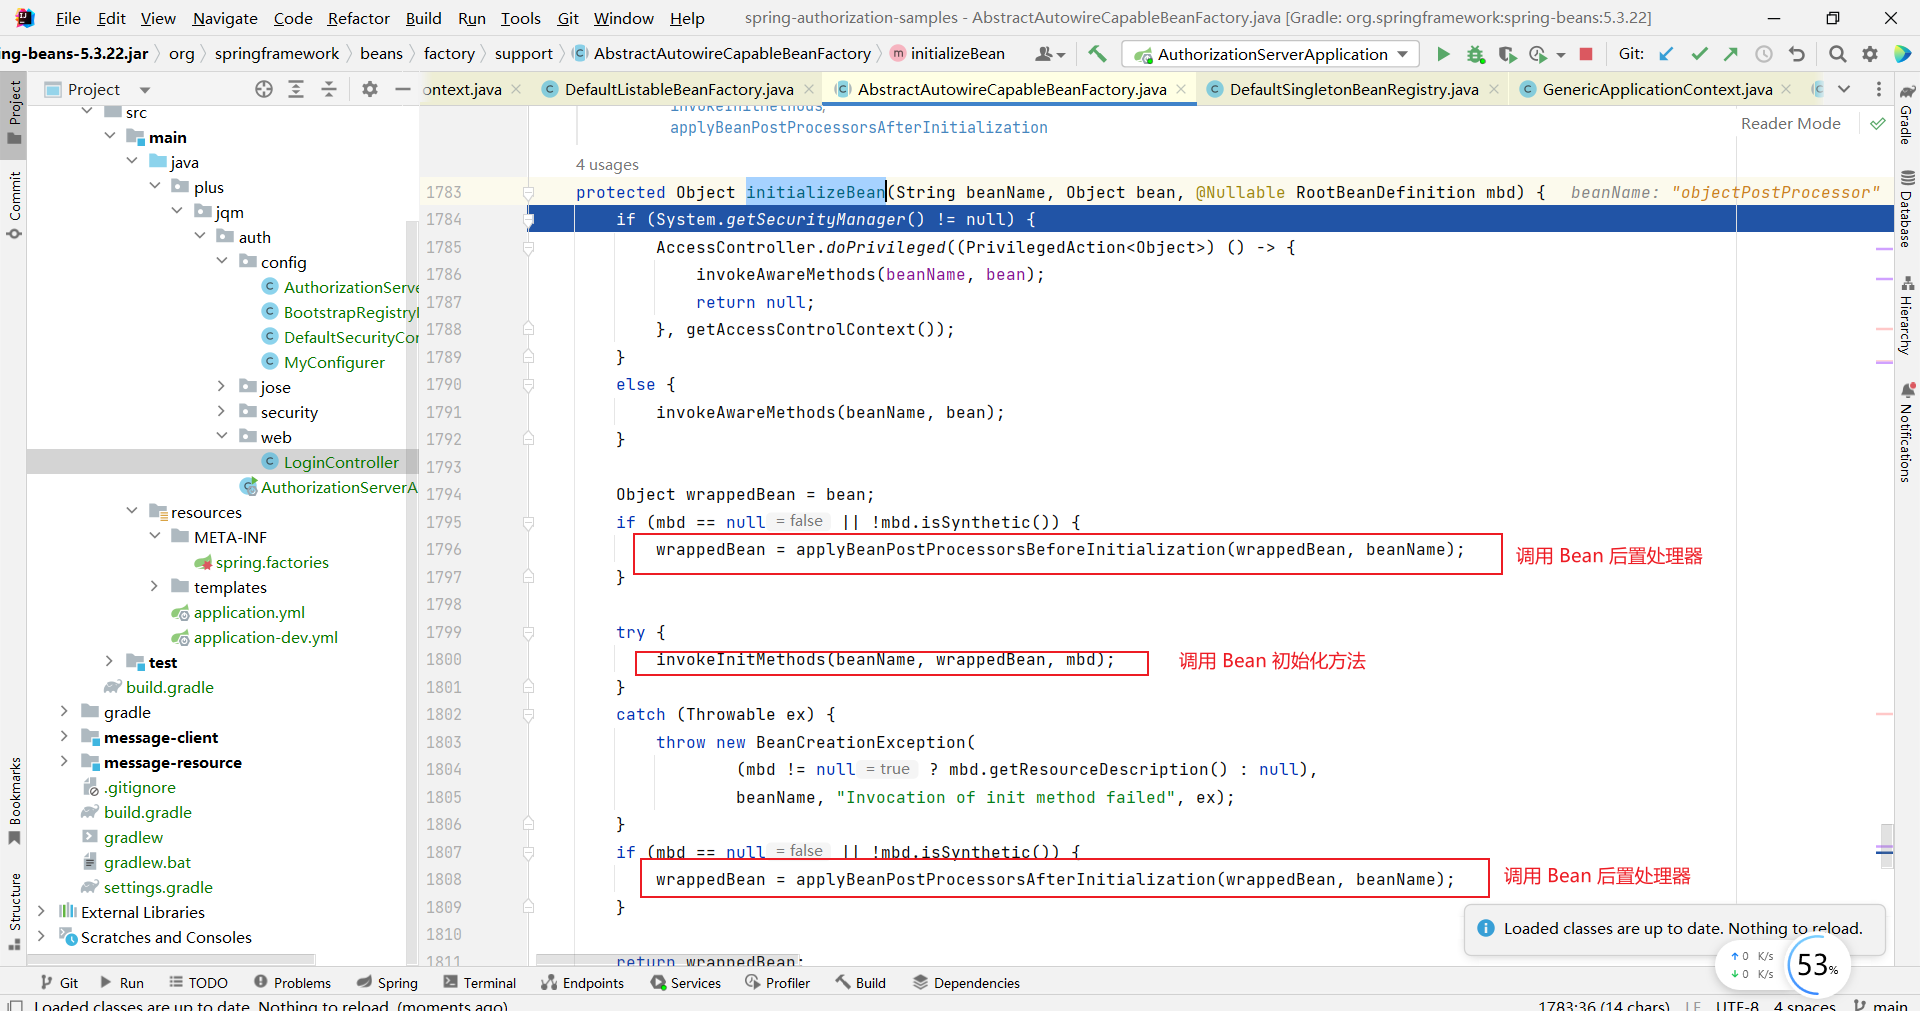 File Edit View Navigate Code Refactor Build Run Tools Git Window Help spring-authorization-samples - AbstractAutowireCapableBeanFactory.java [Gradle: org.springframework:spring-beans:5.3.22]
ng-beans-5.3.22.jar org springframework beans factory support AbstractAutowireCapableBeanFactory initializeBean AuthorizationServerApplication Git:
Project
ontext.java DefaultListableBeanFactory.java AbstractAutowireCapableBeanFactory.java DefaultSingletonBeanRegistry.java GenericApplicationContext.java
Project
Commit
Bookmarks
Structure
src
main
java
plus
jqm
auth
config
AuthorizationServe
BootstrapRegistryI
DefaultSecurityCor
MyConfigurer
jose
security
web
LoginController
AuthorizationServerA
resources
META-INF
spring.factories
templates
application.yml
application-dev.yml
test
build.gradle
gradle
message-client
message-resource
.gitignore
build.gradle
gradlew
gradlew.bat
settings.gradle
External Libraries
Scratches and Consoles
invokeInitMethods,
applyBeanPostProcessorsAfterInitialization
Reader Mode
4 usages
1783 protected Object initializeBean(String beanName, Object bean, @Nullable RootBeanDefinition mbd) { beanName: "objectPostProcessor"
1784 if (System.getSecurityManager() != null) {
1785 AccessController.doPrivileged((PrivilegedAction<Object>) () -> {
1786 invokeAwareMethods(beanName, bean);
1787 return null;
1788 }, getAccessControlContext());
1789 }
1790 else {
1791 invokeAwareMethods(beanName, bean);
1792 }
1793
1794 Object wrappedBean = bean;
1795 if (mbd == null = false || !mbd.isSynthetic()) {
1796 wrappedBean = applyBeanPostProcessorsBeforeInitialization(wrappedBean, beanName); 调用 Bean 后置处理器
1797 }
1798
1799 try {
1800 invokeInitMethods(beanName, wrappedBean, mbd); 调用 Bean 初始化方法
1801 }
1802 catch (Throwable ex) {
1803 throw new BeanCreationException(
1804 (mbd != null = true ? mbd.getResourceDescription() : null),
1805 beanName, "Invocation of init method failed", ex);
1806 }
1807 if (mbd == null = false || !mbd.isSynthetic()) {
1808 wrappedBean = applyBeanPostProcessorsAfterInitialization(wrappedBean, beanName); 调用 Bean 后置处理器
1809 }
1810
1811 return wrappedBean;
Gradle
Database
Hierarchy
Notifications
Loaded classes are up to date. Nothing to reload.
↑ 0 K/s
↓ 0 K/s
53%
Git Run TODO Problems Spring Terminal Endpoints Services Profiler Build Dependencies
Loaded classes are up to date. Nothing to reload. (moments ago) 1783:36 (14 chars) LF UTF-8 4 spaces main